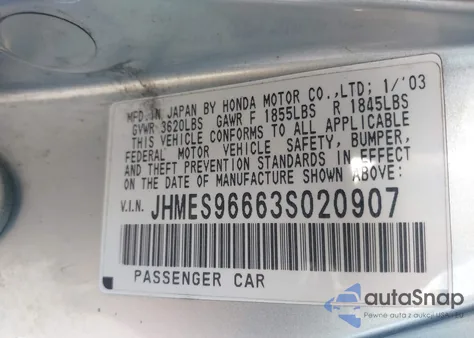 MFD. IN JAPAN BY HONDA MOTOR CO.,LTD; 1/'03
GVWR 3620LBS GAWR F 1855LBS R 1845LBS
THIS VEHICLE CONFORMS TO ALL APPLICABLE
FEDERAL MOTOR VEHICLE SAFETY, BUMPER,
AND THEFT PREVENTION STANDARDS IN EFFECT
ON THE DATE OF MANUFACTURE SHOWN ABOVE.
V.I.N. JHMES96663S020907
PASSENGER CAR
autoSnap